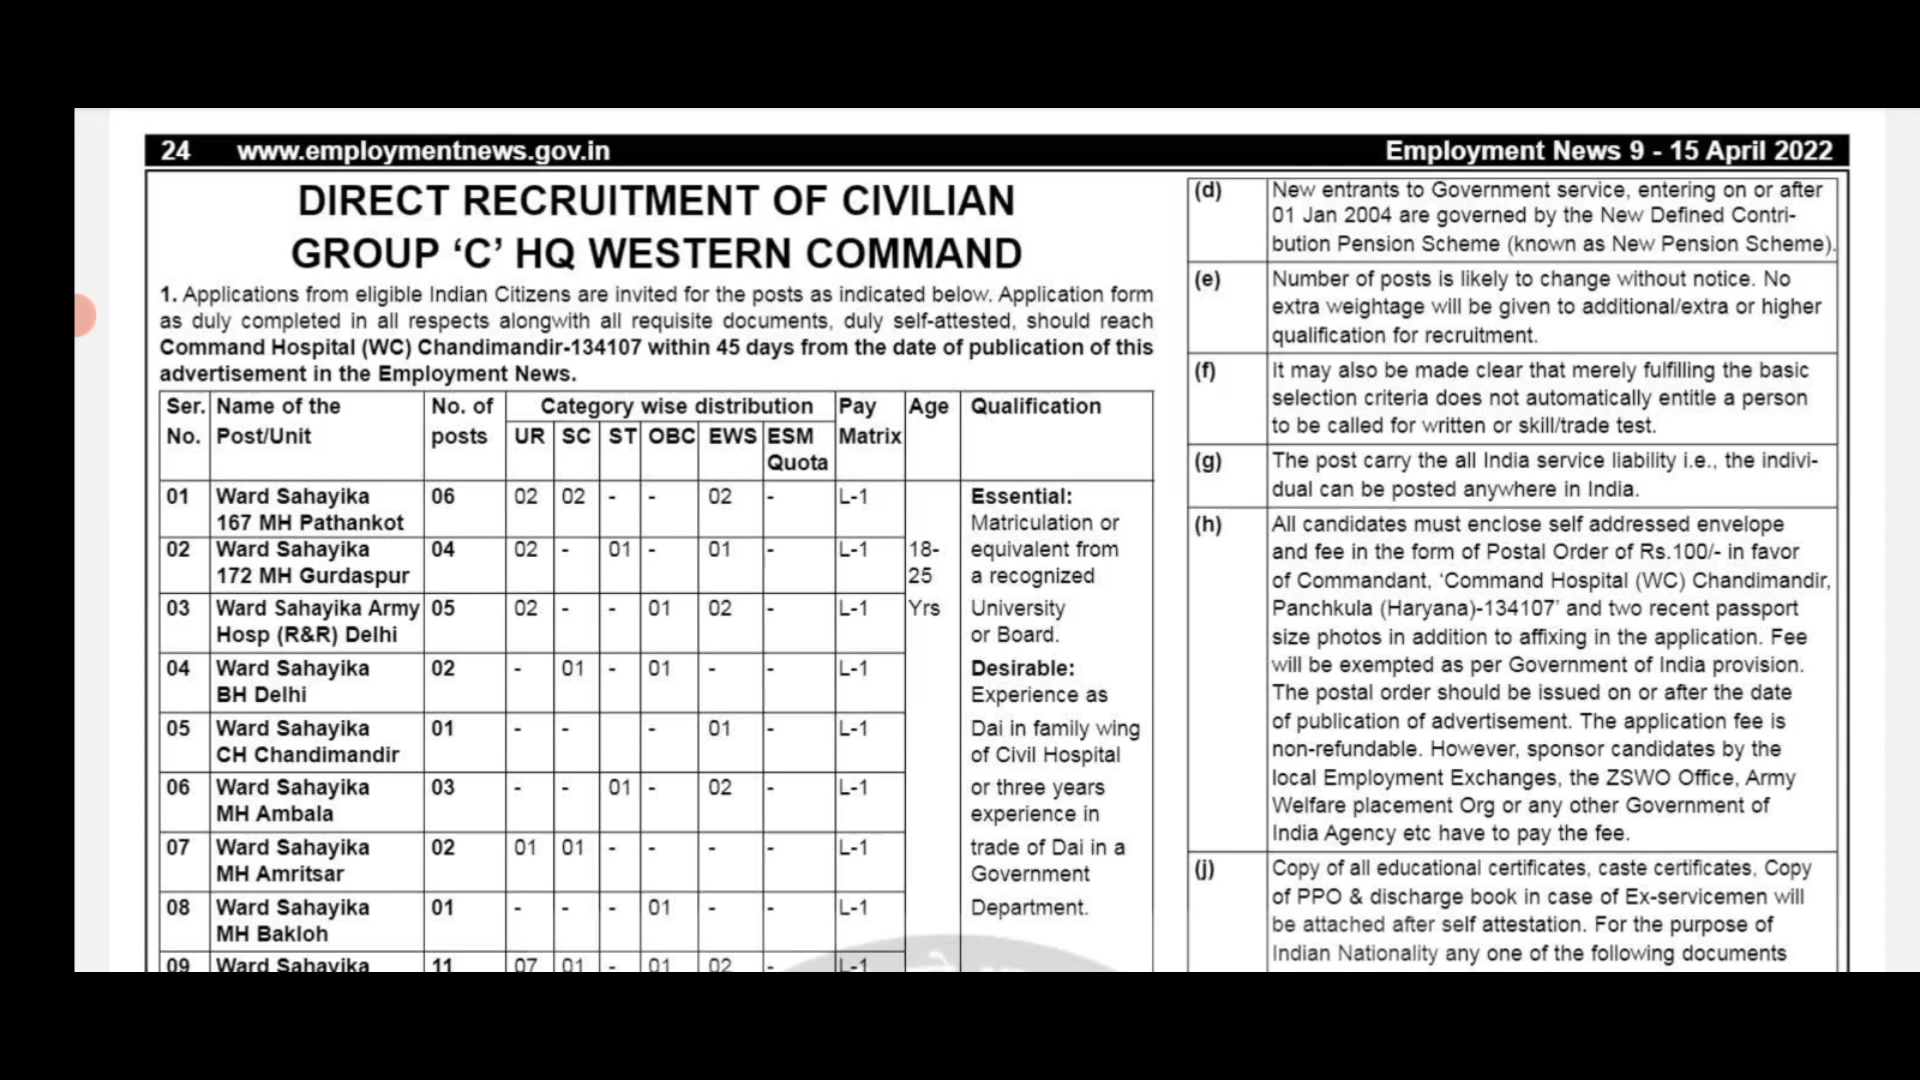 24 www.employmentnews.gov.in Employment News 9 - 15 April 2022
DIRECT RECRUITMENT OF CIVILIAN
GROUP ‘C’ HQ WESTERN COMMAND
1. Applications from eligible Indian Citizens are invited for the posts as indicated below. Application form
as duly completed in all respects alongwith all requisite documents, duly self-attested, should reach
Command Hospital (WC) Chandimandir-134107 within 45 days from the date of publication of this
advertisement in the Employment News.
Ser. Name of the No. of Category wise distribution Pay Age Qualification
No. Post/Unit posts UR SC ST OBC EWS ESM Matrix
Quota
01 Ward Sahayika 06 02 02 - - 02 - L-1 Essential:
167 MH Pathankot Matriculation or
02 Ward Sahayika 04 02 - 01 - 01 - L-1 18- equivalent from
172 MH Gurdaspur 25 a recognized
03 Ward Sahayika Army 05 02 - - 01 02 - L-1 Yrs University
Hosp (R&R) Delhi or Board.
04 Ward Sahayika 02 - 01 - 01 - - L-1 Desirable:
BH Delhi Experience as
05 Ward Sahayika 01 - - - 01 - L-1 Dai in family wing
CH Chandimandir of Civil Hospital
06 Ward Sahayika 03 - - 01 - 02 - L-1 or three years
MH Ambala experience in
07 Ward Sahayika 02 01 01 - - - - L-1 trade of Dai in a
MH Amritsar Government
08 Ward Sahayika 01 - - - 01 - - L-1 Department.
MH Bakloh
09 Ward Sahayika 11 07 01 - 01 02 - L-1
(d) New entrants to Government service, entering on or after
01 Jan 2004 are governed by the New Defined Contri-
bution Pension Scheme (known as New Pension Scheme).
(e) Number of posts is likely to change without notice. No
extra weightage will be given to additional/extra or higher
qualification for recruitment.
(f) It may also be made clear that merely fulfilling the basic
selection criteria does not automatically entitle a person
to be called for written or skill/trade test.
(g) The post carry the all India service liability i.e., the indivi-
dual can be posted anywhere in India.
(h) All candidates must enclose self addressed envelope
and fee in the form of Postal Order of Rs.100/- in favor
of Commandant, ‘Command Hospital (WC) Chandimandir,
Panchkula (Haryana)-134107’ and two recent passport
size photos in addition to affixing in the application. Fee
will be exempted as per Government of India provision.
The postal order should be issued on or after the date
of publication of advertisement. The application fee is
non-refundable. However, sponsor candidates by the
local Employment Exchanges, the ZSWO Office, Army
Welfare placement Org or any other Government of
India Agency etc have to pay the fee.
(j) Copy of all educational certificates, caste certificates, Copy
of PPO & discharge book in case of Ex-servicemen will
be attached after self attestation. For the purpose of
Indian Nationality any one of the following documents